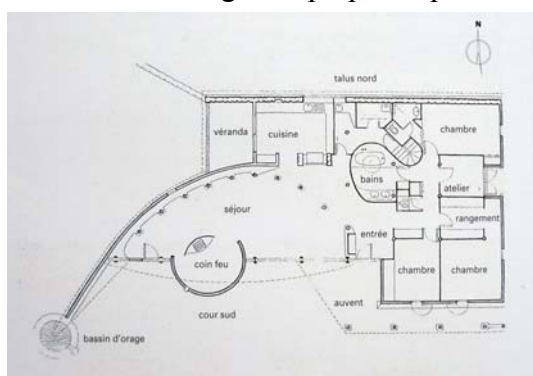 N
talus nord
véranda
cuisine
chambre
bains
atelier
séjour
rangement
entrée
coin feu
chambre
chambre
auvent
cour sud
bassin d'orage